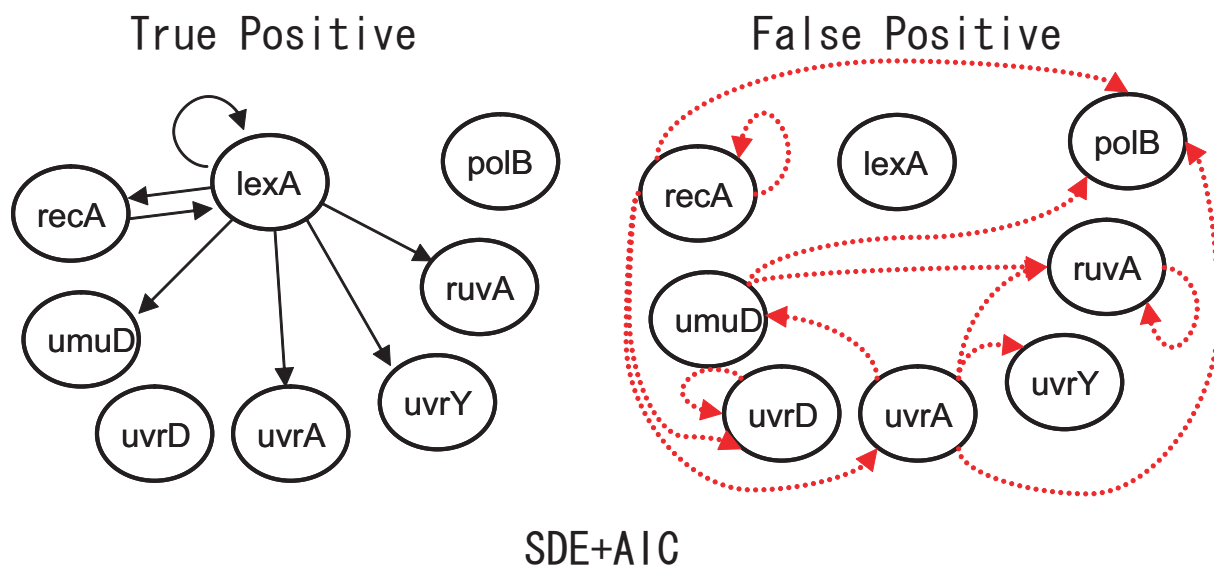 True Positive
False Positive
lexA
polB
recA
ruvA
umuD
uvrY
uvrD
uvrA
polB
lexA
recA
ruvA
umuD
uvrY
uvrD
uvrA
SDE+AIC